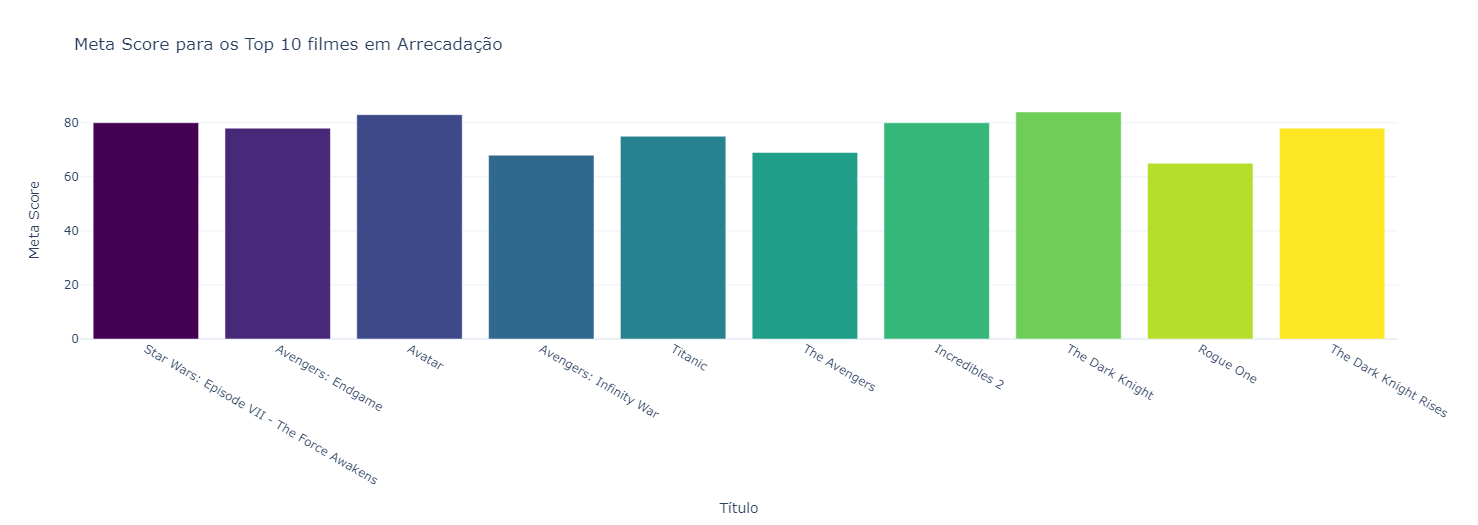 Meta Score para os Top 10 filmes em Arrecadação
Meta Score
80
60
40
20
0
Star Wars: Episode VII - The Force Awakens
Avengers: Endgame
Avatar
Avengers: Infinity War
Titanic
The Avengers
Incredibles 2
The Dark Knight
Rogue One
The Dark Knight Rises
Título